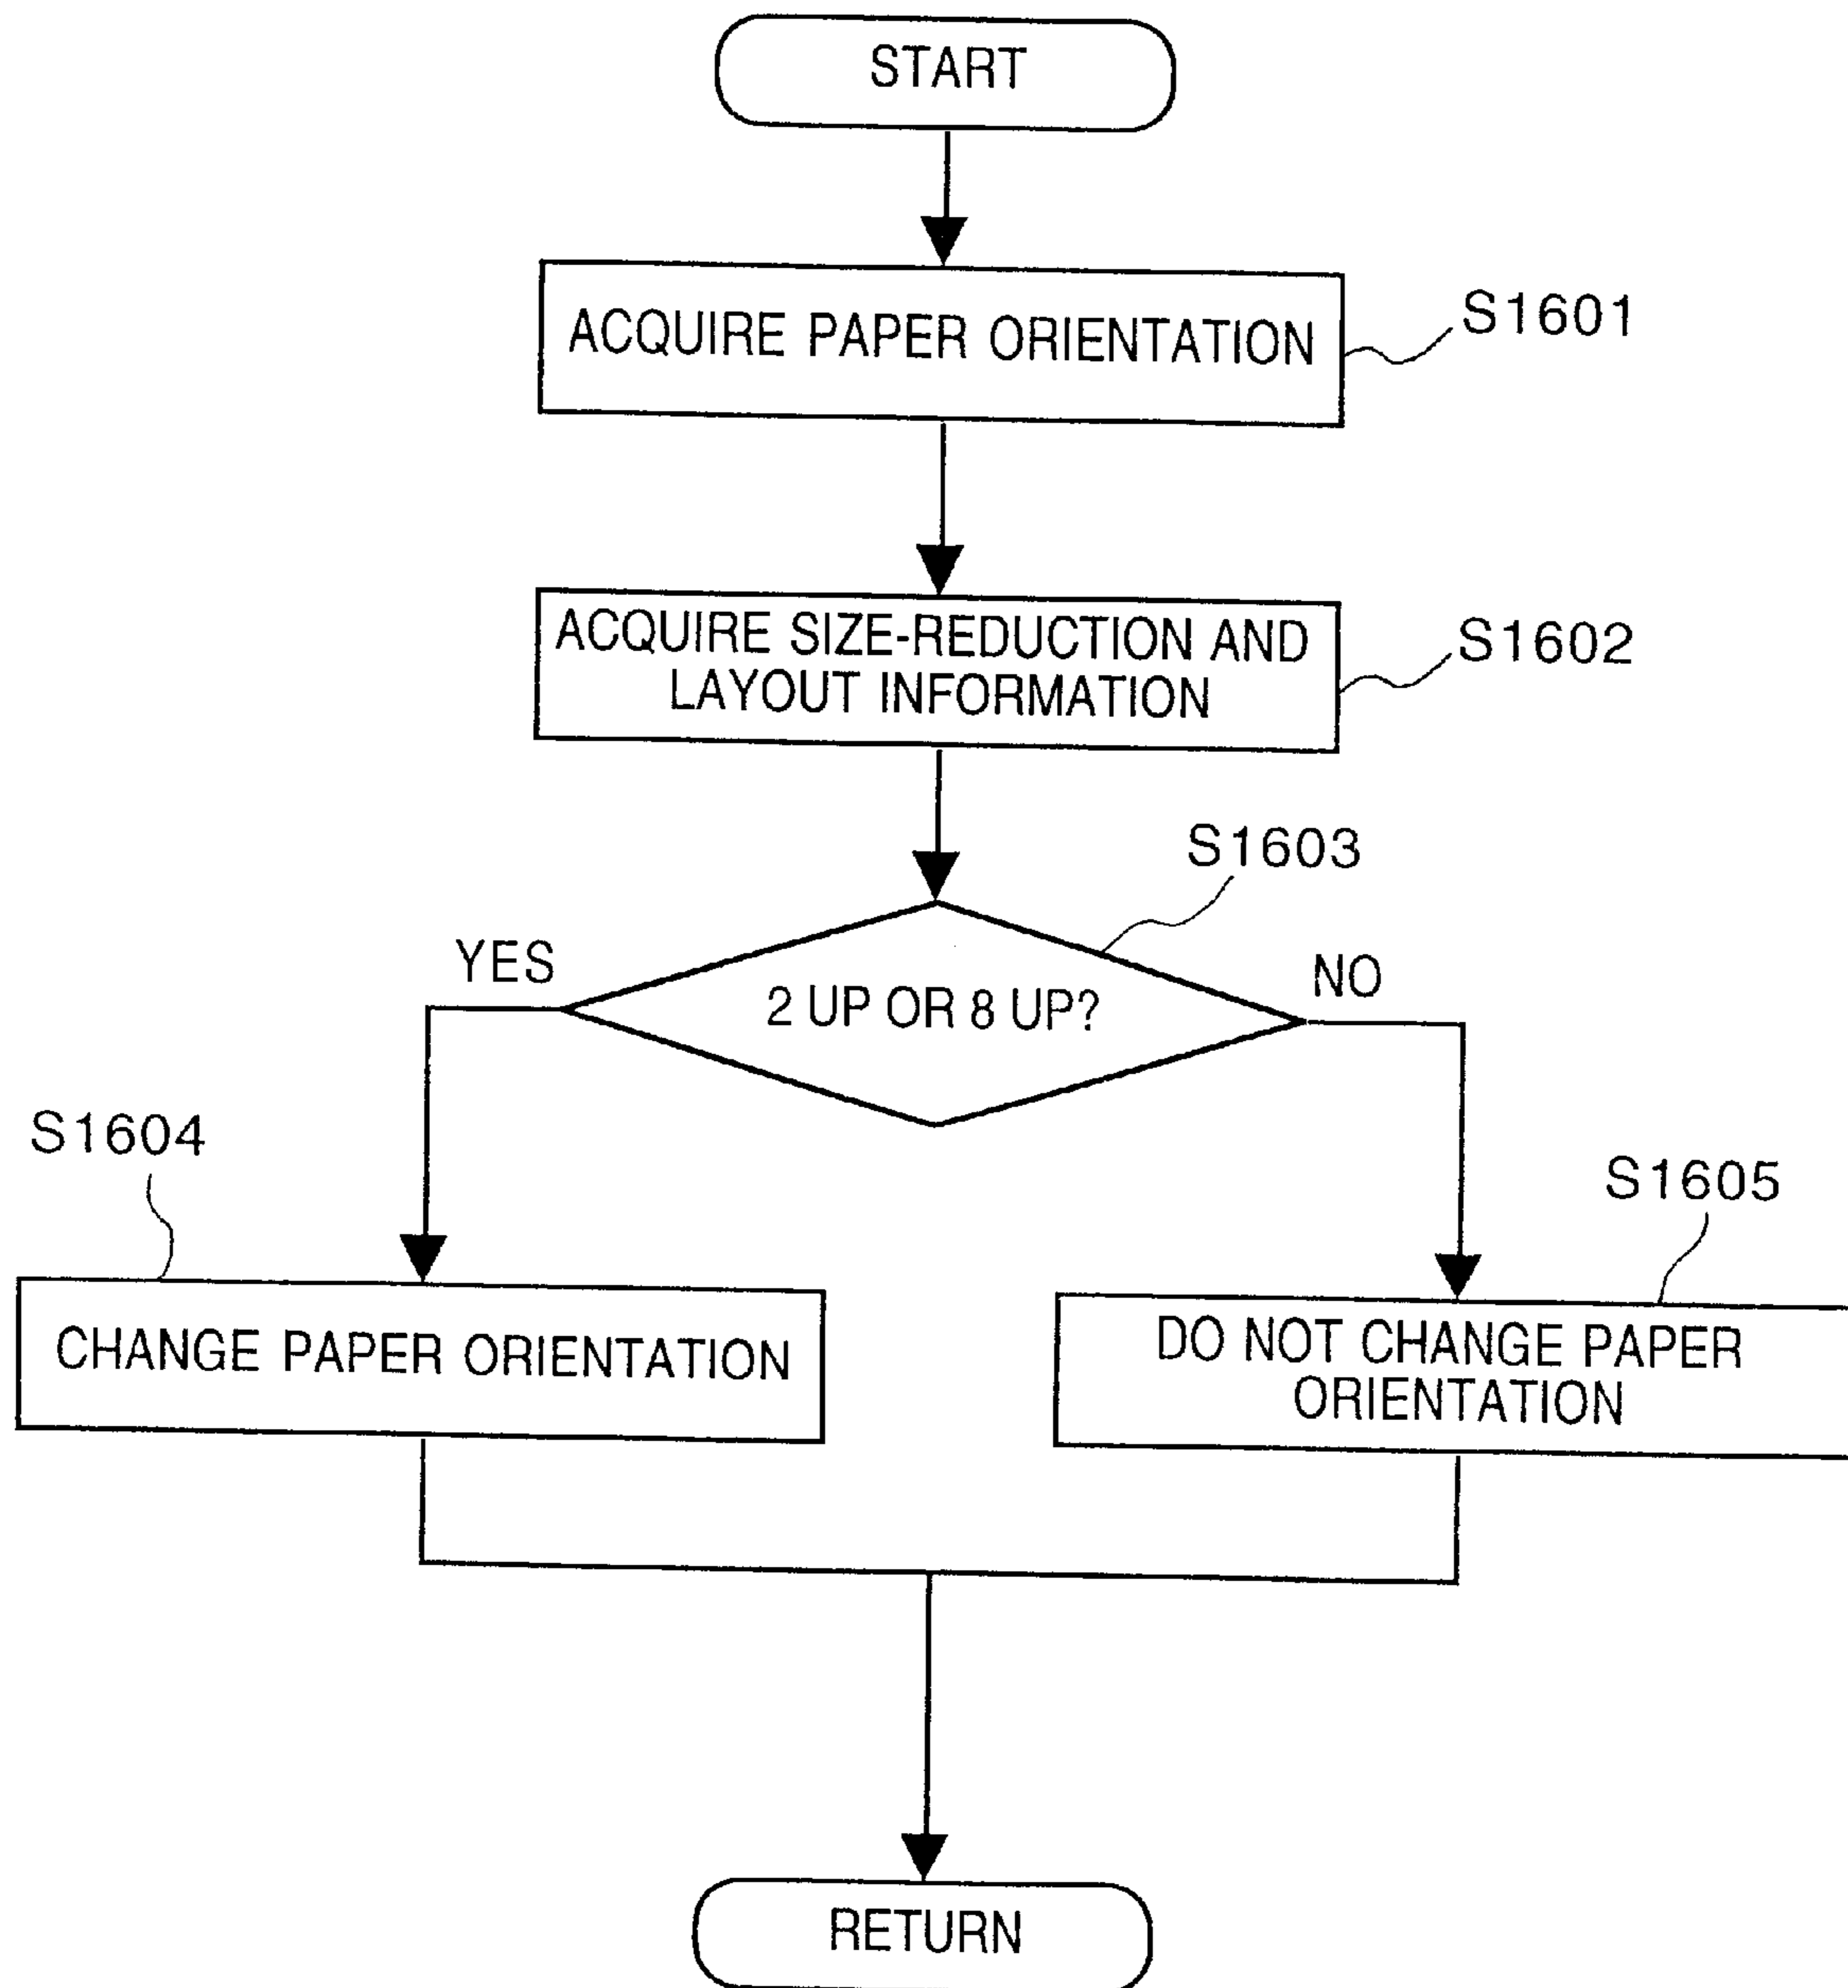 START
ACQUIRE PAPER ORIENTATION
S1601
ACQUIRE SIZE-REDUCTION AND
LAYOUT INFORMATION
S1602
S1603
YES
2 UP OR 8 UP?
NO
S1604
S1605
CHANGE PAPER ORIENTATION
DO NOT CHANGE PAPER
ORIENTATION
RETURN